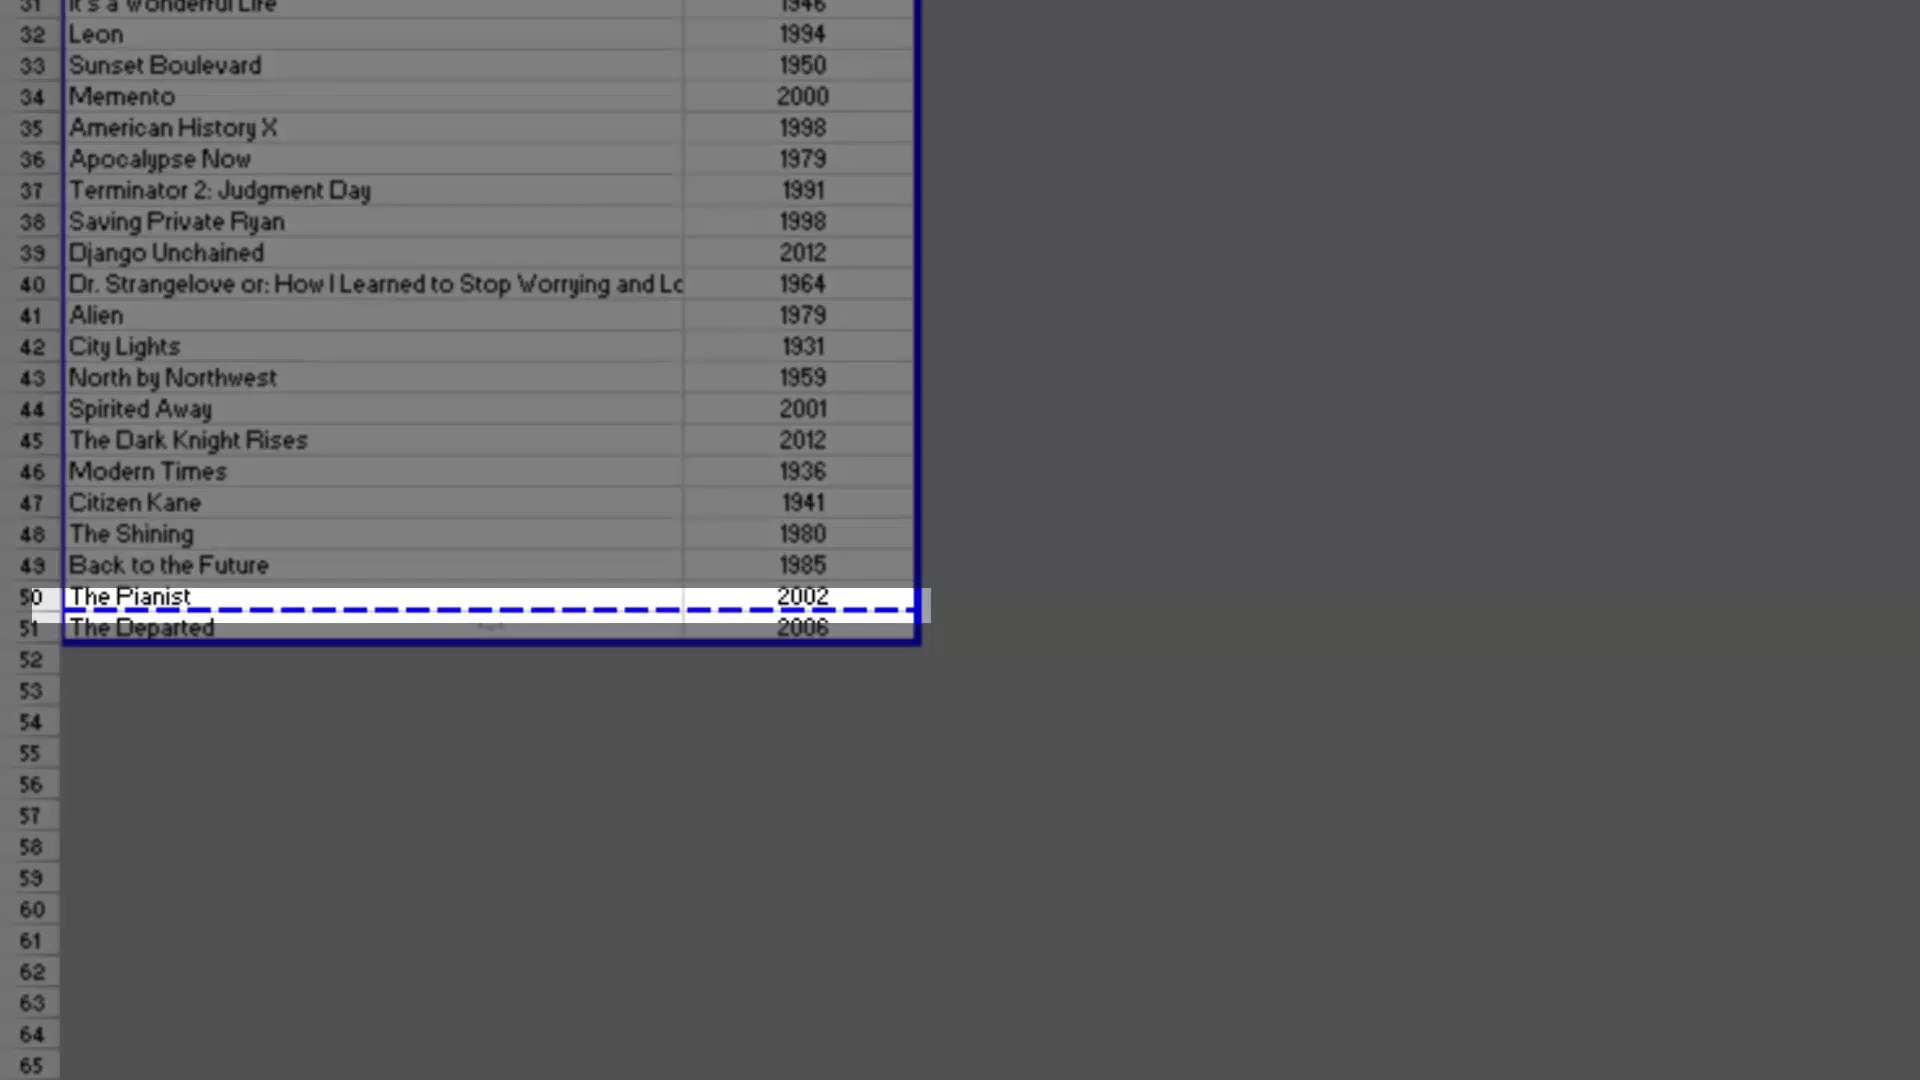 31 It's a Wonderful Life 1946
32 Leon 1994
33 Sunset Boulevard 1950
34 Memento 2000
35 American History X 1998
36 Apocalypse Now 1979
37 Terminator 2: Judgment Day 1991
38 Saving Private Ryan 1998
39 Django Unchained 2012
40 Dr. Strangelove or: How I Learned to Stop Worrying and Lo 1964
41 Alien 1979
42 City Lights 1931
43 North by Northwest 1959
44 Spirited Away 2001
45 The Dark Knight Rises 2012
46 Modern Times 1936
47 Citizen Kane 1941
48 The Shining 1980
49 Back to the Future 1985
50 The Pianist 2002
51 The Departed 2006
52
53
54
55
56
57
58
59
60
61
62
63
64
65